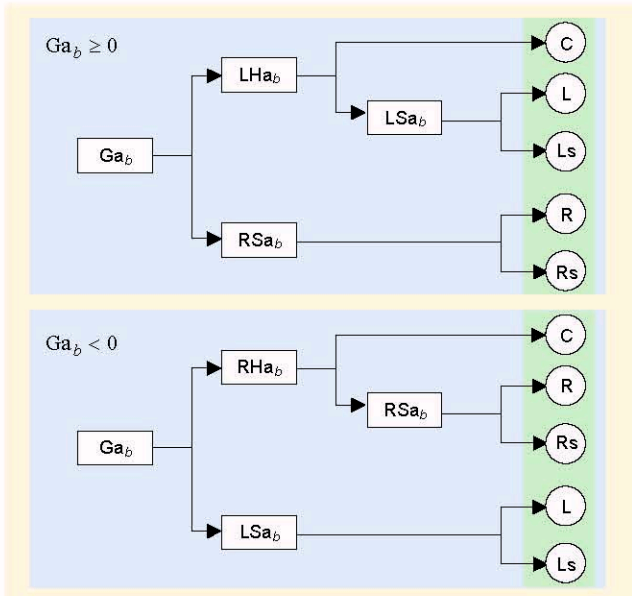 Ga_b ≥ 0
C
LHa_b
L
LSa_b
Ga_b
Ls
R
RSa_b
Rs
Ga_b < 0
C
RHa_b
R
RSa_b
Ga_b
Rs
L
LSa_b
Ls